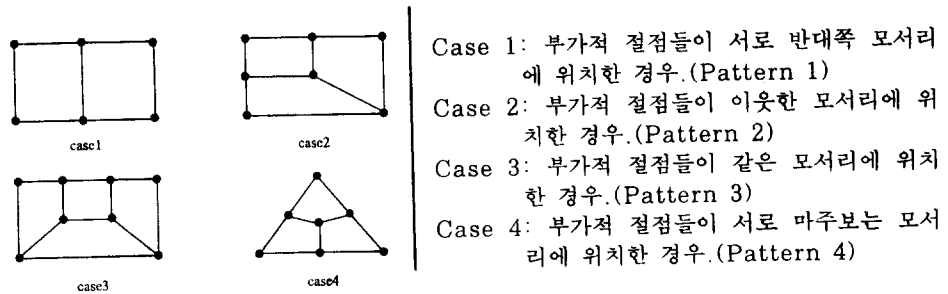 case1
case2
case3
case4
Case 1: 부가적 절점들이 서로 반대쪽 모서리
에 위치한 경우.(Pattern 1)
Case 2: 부가적 절점들이 이웃한 모서리에 위
치한 경우.(Pattern 2)
Case 3: 부가적 절점들이 같은 모서리에 위치
한 경우.(Pattern 3)
Case 4: 부가적 절점들이 서로 마주보는 모서
리에 위치한 경우.(Pattern 4)